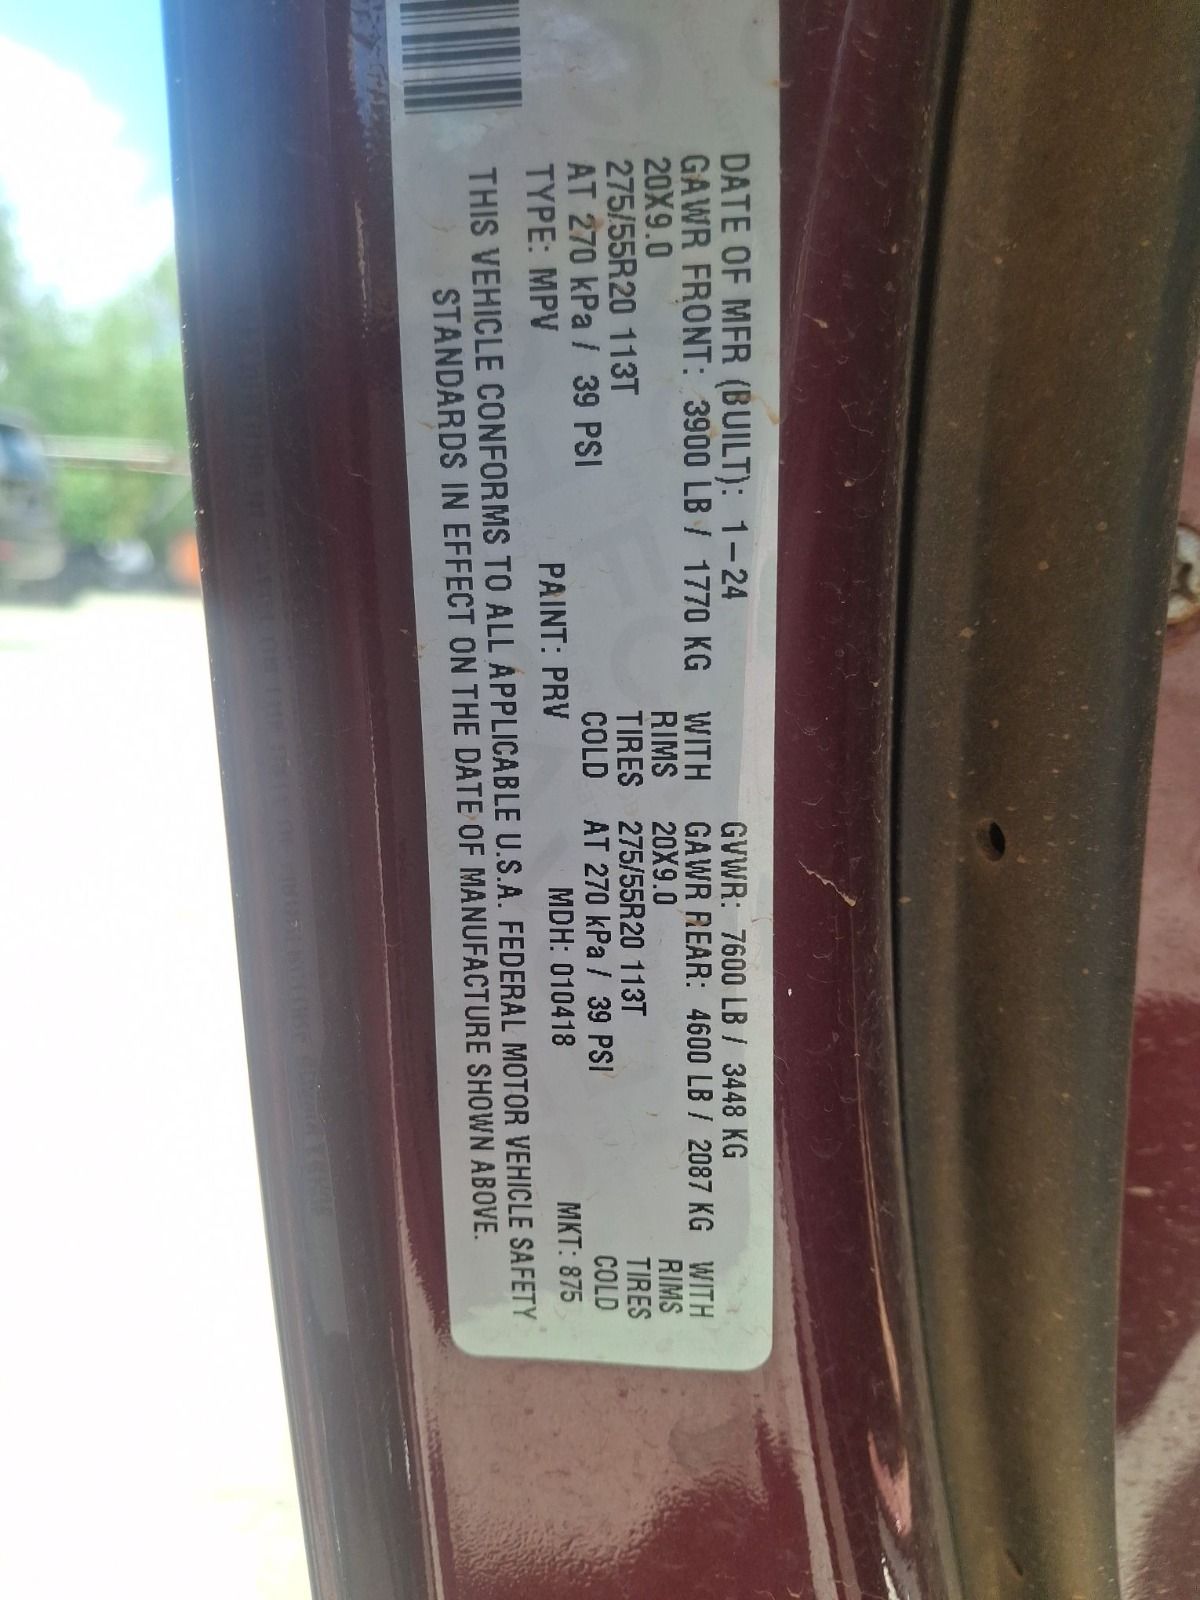 DATE OF MFR (BUILT): 1-24 GVWR: 7600 LB / 3448 KG
GAWR FRONT: 3900 LB / 1770 KG WITH GAWR REAR: 4600 LB / 2087 KG WITH
20X9.0 RIMS 20X9.0 RIMS
275/55R20 113T TIRES 275/55R20 113T TIRES
AT 270 kPa / 39 PSI COLD AT 270 kPa / 39 PSI COLD
TYPE: MPV PAINT: PRV MDH: 010418 MKT: 875
THIS VEHICLE CONFORMS TO ALL APPLICABLE U.S.A. FEDERAL MOTOR VEHICLE SAFETY
STANDARDS IN EFFECT ON THE DATE OF MANUFACTURE SHOWN ABOVE.